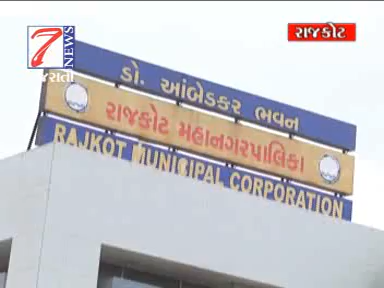 7 NEWS
ગુજરાતી
રાજકોટ
ડો. આંબેડકર ભવન
રાજકોટ મહાનગરપાલિકા
RAJKOT MUNICIPAL CORPORATION